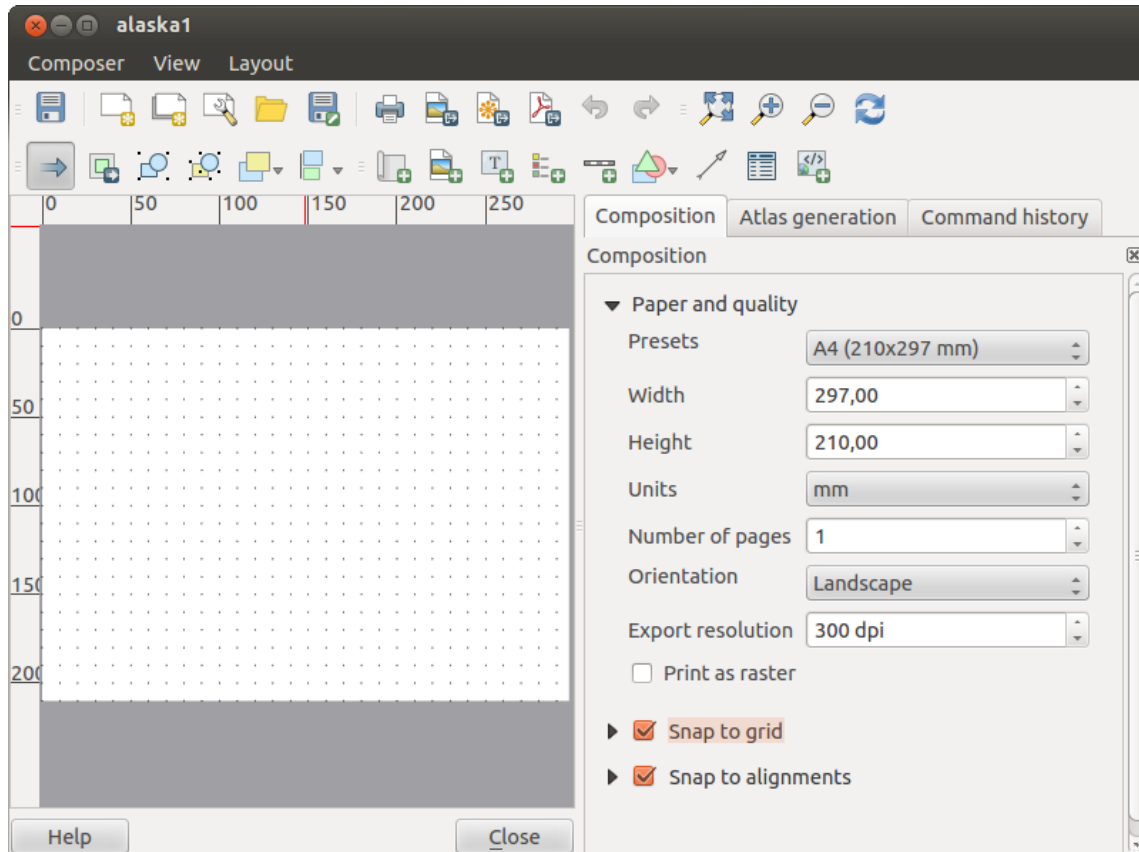 alaska1
Composer View Layout
0 50 100 150 200 250
0
50
100
150
200
Composition Atlas generation Command history
Composition
Paper and quality
Presets A4 (210x297 mm)
Width 297,00
Height 210,00
Units mm
Number of pages 1
Orientation Landscape
Export resolution 300 dpi
Print as raster
Snap to grid
Snap to alignments
Help Close